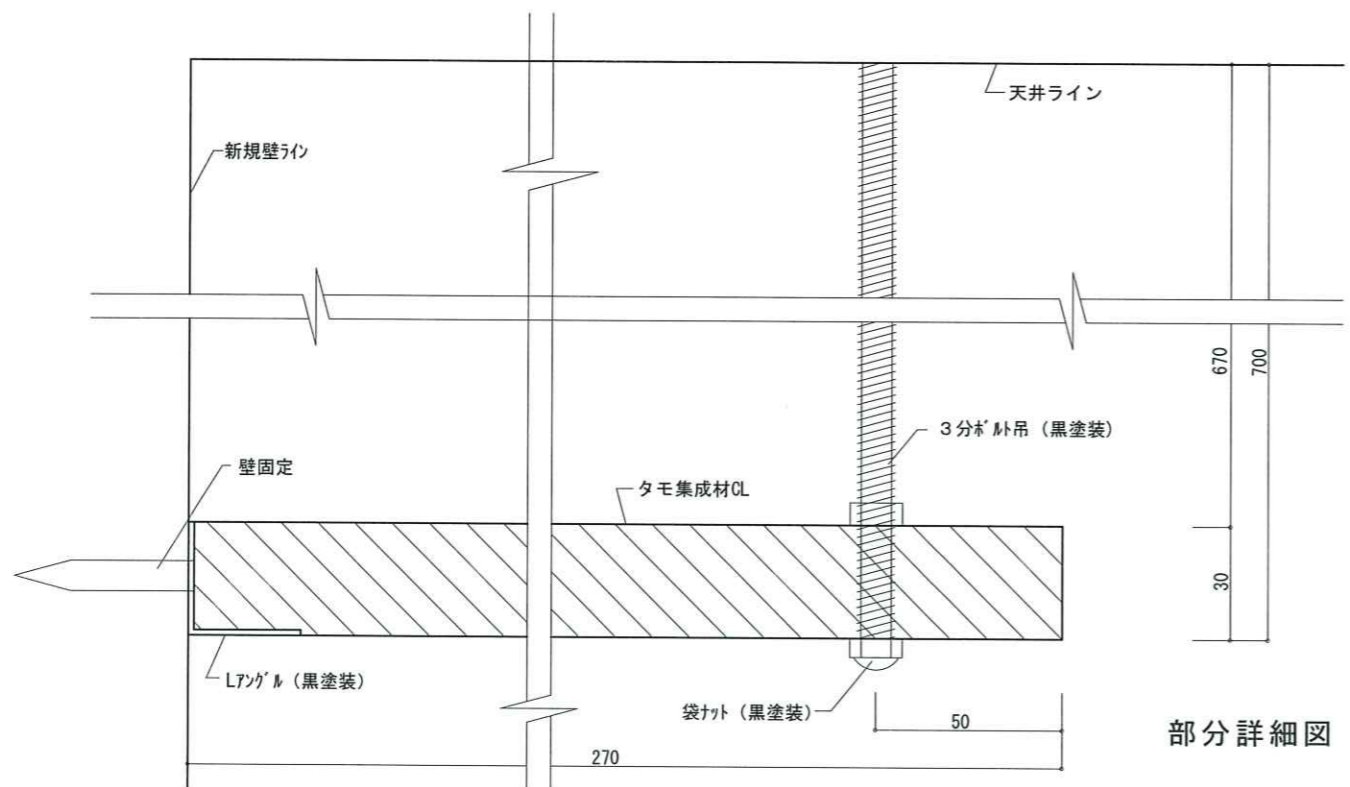 天井ライン
新規壁ﾗｲﾝ
670
700
3分ﾎﾞﾙﾄ吊（黒塗装）
壁固定
タモ集成材CL
30
Lｱﾝｸﾞﾙ（黒塗装）
袋ﾅｯﾄ（黒塗装）
50
部分詳細図
270